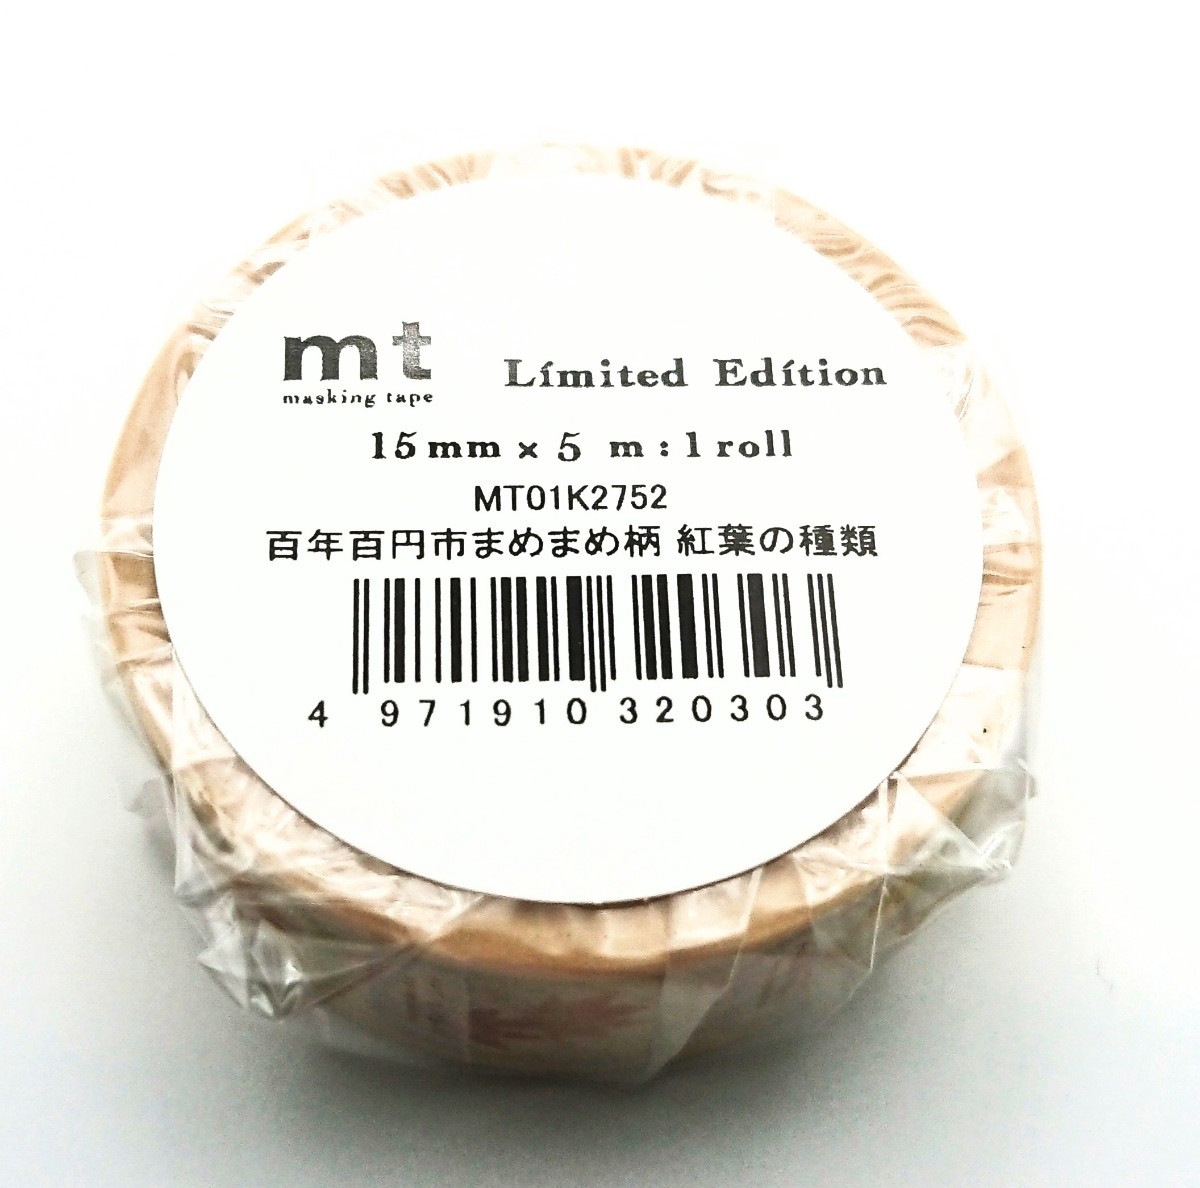 mt
masking tape
Limited Edition
15mm × 5 m : 1 roll
MT01K2752
百年百円市まめまめ柄 紅葉の種類
4 971910 320303